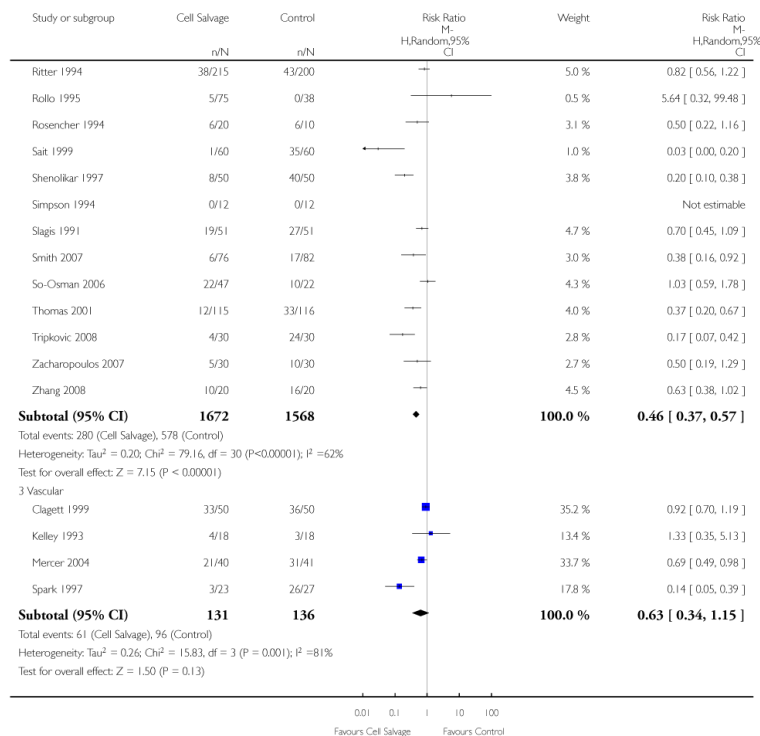 Study or subgroup Cell Salvage Control Risk Ratio Weight Risk Ratio
M- M-
H,Random,95% H,Random,95%
n/N n/N CI CI
Ritter 1994 38/215 43/200 5.0 % 0.82 [ 0.56, 1.22 ]
Rollo 1995 5/75 0/38 0.5 % 5.64 [ 0.32, 99.48 ]
Rosencher 1994 6/20 6/10 3.1 % 0.50 [ 0.22, 1.16 ]
Sait 1999 1/60 35/60 1.0 % 0.03 [ 0.00, 0.20 ]
Shenolikar 1997 8/50 40/50 3.8 % 0.20 [ 0.10, 0.38 ]
Simpson 1994 0/12 0/12 Not estimable
Slagis 1991 19/51 27/51 4.7 % 0.70 [ 0.45, 1.09 ]
Smith 2007 6/76 17/82 3.0 % 0.38 [ 0.16, 0.92 ]
So-Osman 2006 22/47 10/22 4.3 % 1.03 [ 0.59, 1.78 ]
Thomas 2001 12/115 33/116 4.0 % 0.37 [ 0.20, 0.67 ]
Tripkovic 2008 4/30 24/30 2.8 % 0.17 [ 0.07, 0.42 ]
Zacharopoulos 2007 5/30 10/30 2.7 % 0.50 [ 0.19, 1.29 ]
Zhang 2008 10/20 16/20 4.5 % 0.63 [ 0.38, 1.02 ]
Subtotal (95% CI) 1672 1568 100.0 % 0.46 [ 0.37, 0.57 ]
Total events: 280 (Cell Salvage), 578 (Control)
Heterogeneity: Tau² = 0.20; Chi² = 79.16, df = 30 (P<0.00001); I² =62%
Test for overall effect: Z = 7.15 (P < 0.00001)
3 Vascular
Clagett 1999 33/50 36/50 35.2 % 0.92 [ 0.70, 1.19 ]
Kelley 1993 4/18 3/18 13.4 % 1.33 [ 0.35, 5.13 ]
Mercer 2004 21/40 31/41 33.7 % 0.69 [ 0.49, 0.98 ]
Spark 1997 3/23 26/27 17.8 % 0.14 [ 0.05, 0.39 ]
Subtotal (95% CI) 131 136 100.0 % 0.63 [ 0.34, 1.15 ]
Total events: 61 (Cell Salvage), 96 (Control)
Heterogeneity: Tau² = 0.26; Chi² = 15.83, df = 3 (P = 0.001); I² =81%
Test for overall effect: Z = 1.50 (P = 0.13)
0.01 0.1 1 10 100
Favours Cell Salvage Favours Control